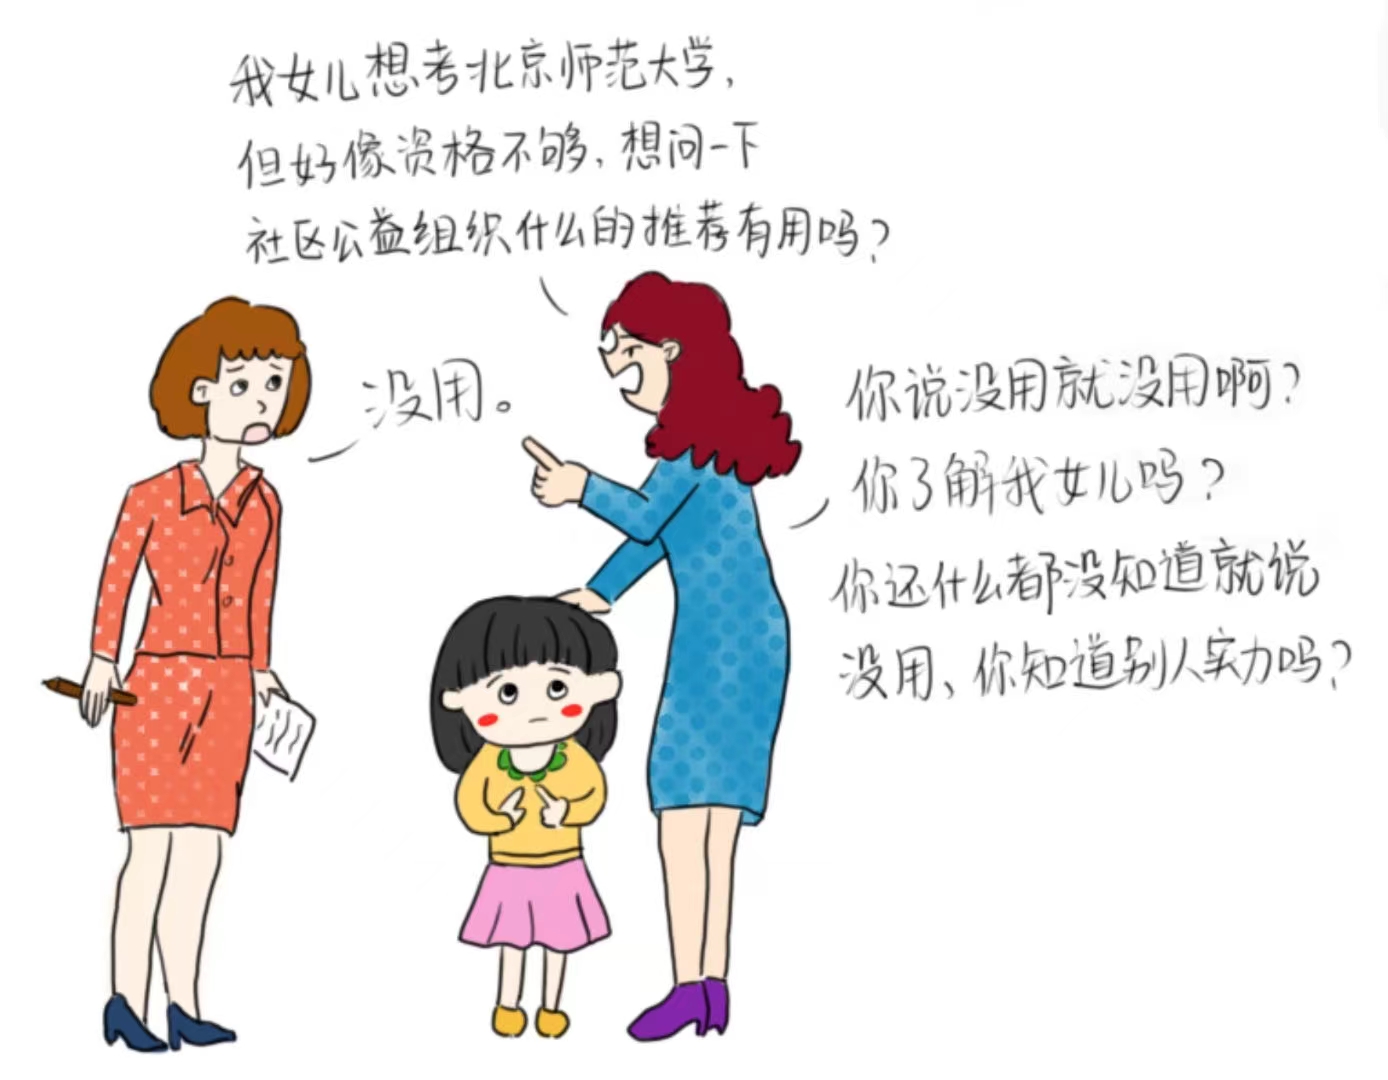 我女儿想考北京师范大学，
但好像资格不够，想问一下
社区公益组织什么的推荐有用吗？
没用。
你说没用就没用啊？
你了解我女儿吗？
你还什么都没知道就说
没用、你知道别人实力吗？